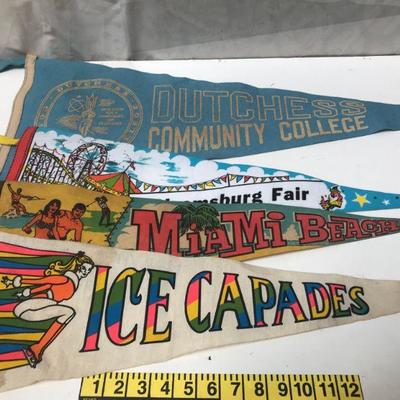 DUTCHESS
COMMUNITY COLLEGE
Fair
MIAMI BEACH
ICE CAPADES
1 2 3 4 5 6 7 8 9 10 11 12